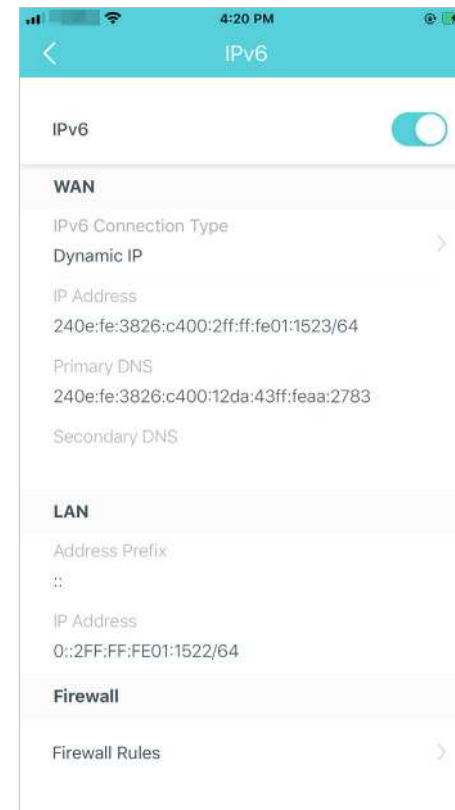 4:20 PM
IPv6
IPv6
WAN
IPv6 Connection Type
Dynamic IP
IP Address
240e:fe:3826:c400:2ff:ff:fe01:1523/64
Primary DNS
240e:fe:3826:c400:12da:43ff:feaa:2783
Secondary DNS
LAN
Address Prefix
::
IP Address
0::2FF:FF:FE01:1522/64
Firewall
Firewall Rules